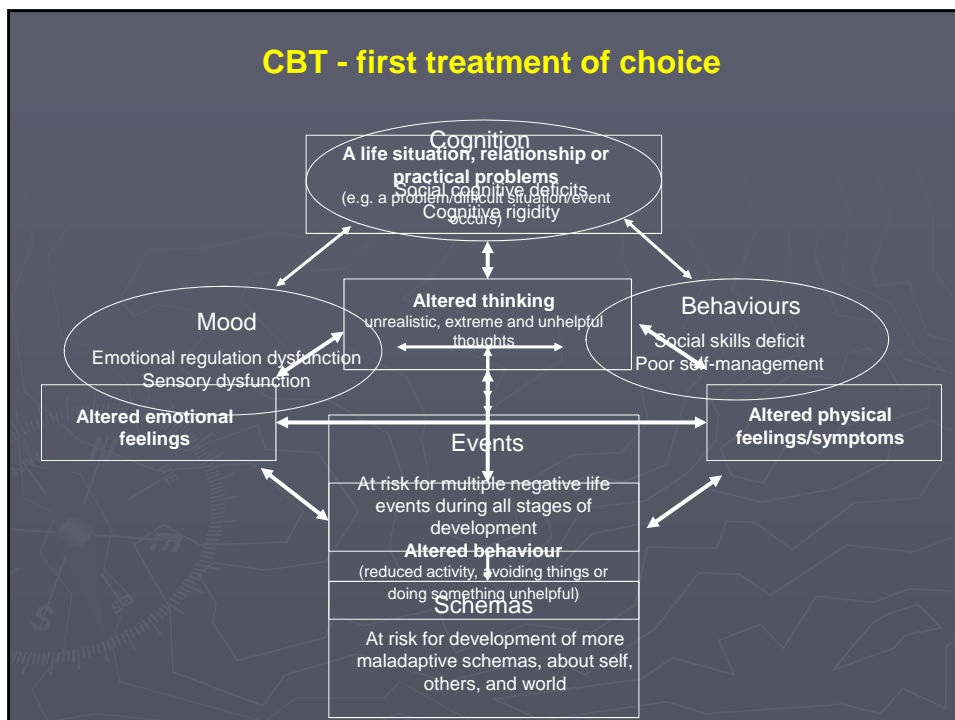 CBT - first treatment of choice
Cognition
A life situation, relationship or
practical problems
Social cognitive deficits
(e.g. a problem/difficult situation/event
Cognitive rigidity
occurs)
Altered thinking
unrealistic, extreme and unhelpful
thoughts
Mood
Emotional regulation dysfunction
Sensory dysfunction
Behaviours
Social skills deficit
Poor self-management
Altered emotional
feelings
Altered physical
feelings/symptoms
Events
At risk for multiple negative life
events during all stages of
development
Altered behaviour
(reduced activity, avoiding things or
doing something unhelpful)
Schemas
At risk for development of more
maladaptive schemas, about self,
others, and world
S
E